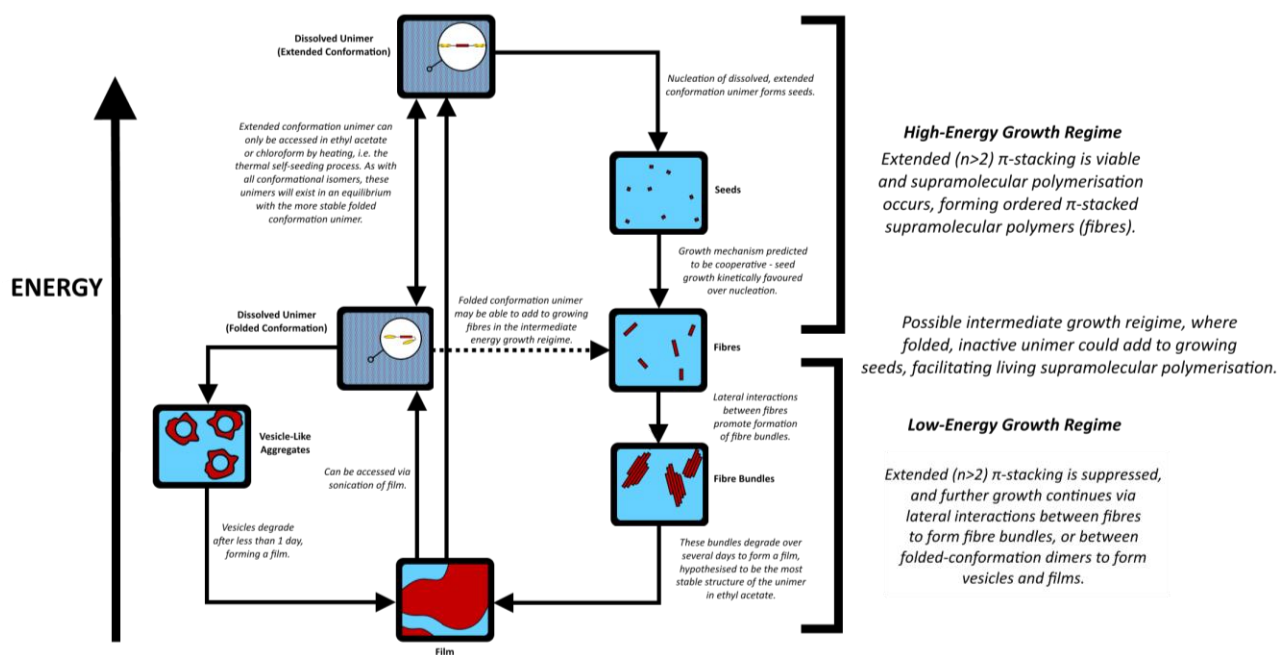 Dissolved Unimer
(Extended Conformation)
Nucleation of dissolved, extended
conformation unimer forms seeds.
Extended conformation unimer can
only be accessed in ethyl acetate
or chloroform by heating, i.e. the
thermal self-seeding process. As with
all conformational isomers, these
unimers will exist in an equilibrium
with the more stable folded
conformation unimer.
Seeds
High-Energy Growth Regime
Extended (n>2) π-stacking is viable
and supramolecular polymerisation
occurs, forming ordered π-stacked
supramolecular polymers (fibres).
ENERGY
Growth mechanism predicted
to be cooperative - seed
growth kinetically favoured
over nucleation.
Dissolved Unimer
(Folded Conformation)
Folded conformation unimer
may be able to add to growing
fibres in the intermediate
energy growth reigime.
Fibres
Possible intermediate growth reigime, where
folded, inactive unimer could add to growing
seeds, facilitating living supramolecular polymerisation.
Vesicle-Like
Aggregates
Lateral interactions
between fibres
promote formation
of fibre bundles.
Low-Energy Growth Regime
Can be accessed via
sonication of film.
Fibre Bundles
Extended (n>2) π-stacking is suppressed,
and further growth continues via
lateral interactions between fibres
to form fibre bundles, or between
folded-conformation dimers to form
vesicles and films.
Vesicles degrade
after less than 1 day,
forming a film.
These bundles degrade over
several days to form a film,
hypothesised to be the most
stable structure of the unimer
in ethyl acetate.
Film